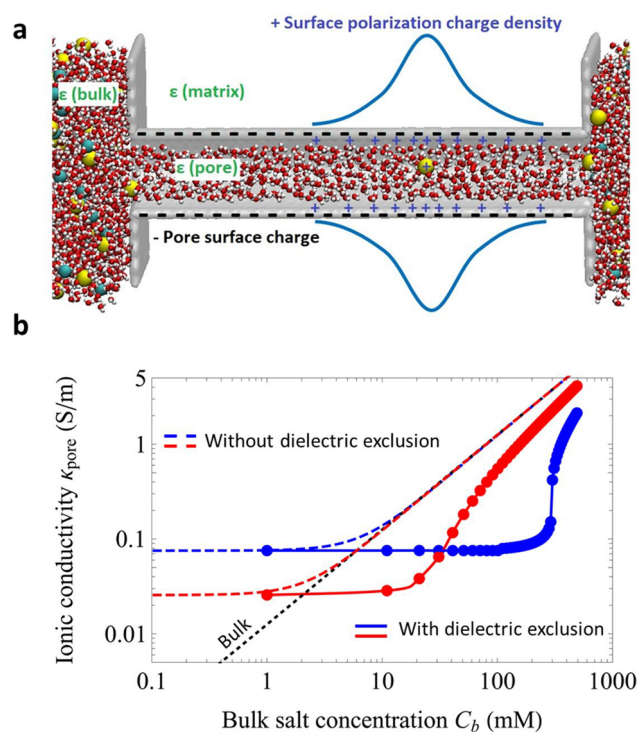 a
+ Surface polarization charge density
ε (bulk)
ε (matrix)
ε (pore)
- Pore surface charge
b
Ionic conductivity κpore (S/m)
5
1
0.1
0.01
Without dielectric exclusion
Bulk
With dielectric exclusion
0.1
1
10
100
1000
Bulk salt concentration Cb (mM)